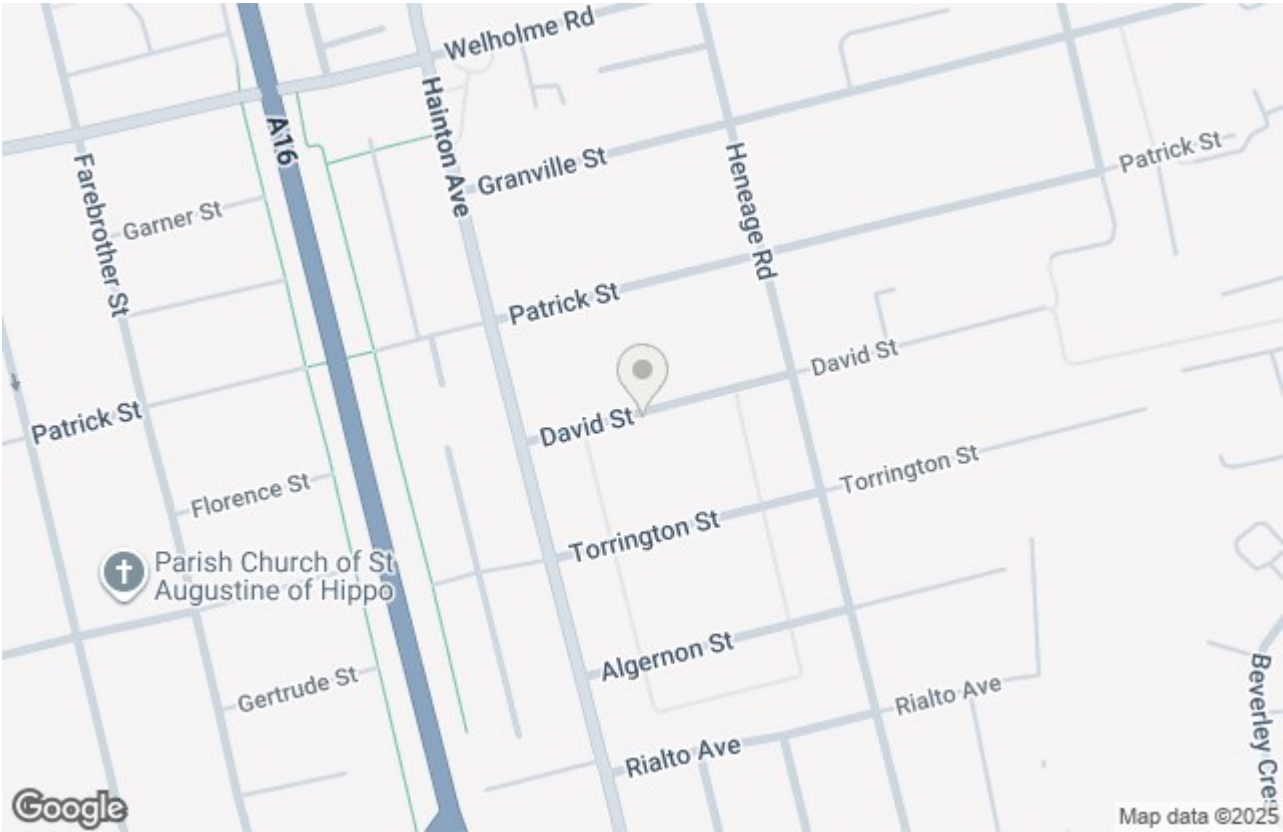 Welholme Rd
Hainton Ave
A16
Granville St
Heneage Rd
Patrick St
Farebrother St
Garner St
Patrick St
David St
David St
Patrick St
Florence St
Torrington St
Torrington St
Parish Church of St
Augustine of Hippo
Algernon St
Gertrude St
Rialto Ave
Rialto Ave
Beverley Cres
Google
Map data ©2025